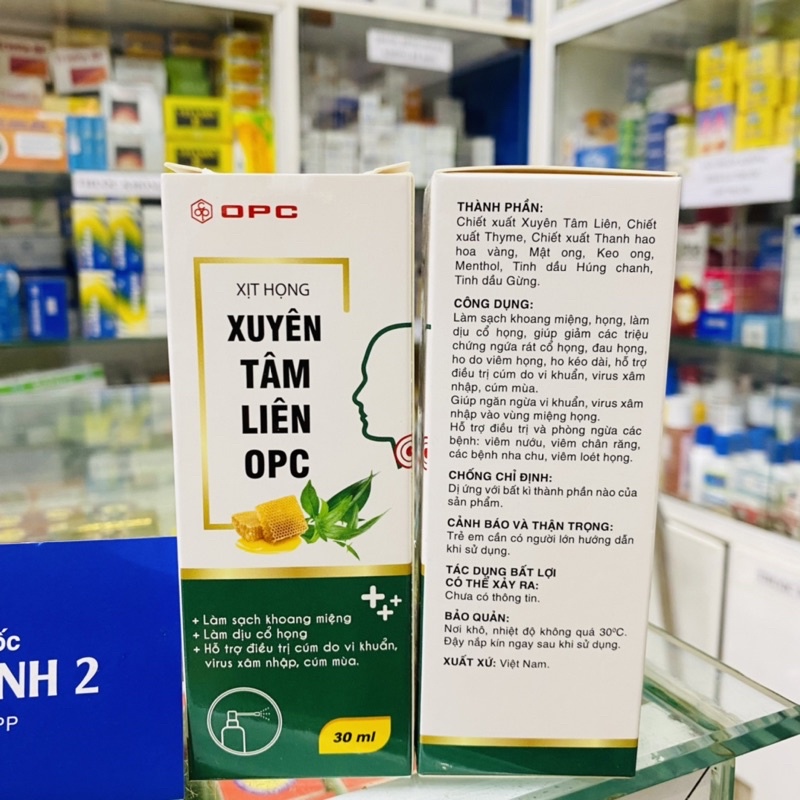 OPC
XỊT HỌNG
XUYÊN
TÂM
LIÊN
OPC
+ Làm sạch khoang miệng
+ Làm dịu cổ họng
+ Hỗ trợ điều trị cúm do vi khuẩn,
virus xâm nhập, cúm mùa.
30 ml
THÀNH PHẦN:
Chiết xuất Xuyên Tâm Liên, Chiết
xuất Thyme, Chiết xuất Thanh hao
hoa vàng, Mật ong, Keo ong,
Menthol, Tinh dầu Húng chanh,
Tinh dầu Gừng.
CÔNG DỤNG:
Làm sạch khoang miệng, họng, làm
dịu cổ họng, giúp giảm các triệu
chứng ngứa rát cổ họng, đau họng,
ho do viêm họng, ho kéo dài, hỗ trợ
điều trị cúm do vi khuẩn, virus xâm
nhập, cúm mùa.
Giúp ngăn ngừa vi khuẩn, virus xâm
nhập vào vùng miệng họng.
Hỗ trợ điều trị và phòng ngừa các
bệnh: viêm nướu, viêm chân răng,
các bệnh nha chu, viêm loét họng.
CHỐNG CHỈ ĐỊNH:
Dị ứng với bất kì thành phần nào của
sản phẩm.
CẢNH BÁO VÀ THẬN TRỌNG:
Trẻ em cần có người lớn hướng dẫn
khi sử dụng.
TÁC DỤNG BẤT LỢI
CÓ THỂ XẢY RA:
Chưa có thông tin.
BẢO QUẢN:
Nơi khô, nhiệt độ không quá 30°C.
Đậy nắp kín ngay sau khi sử dụng.
XUẤT XỨ: Việt Nam.
ốc
NH 2
PP